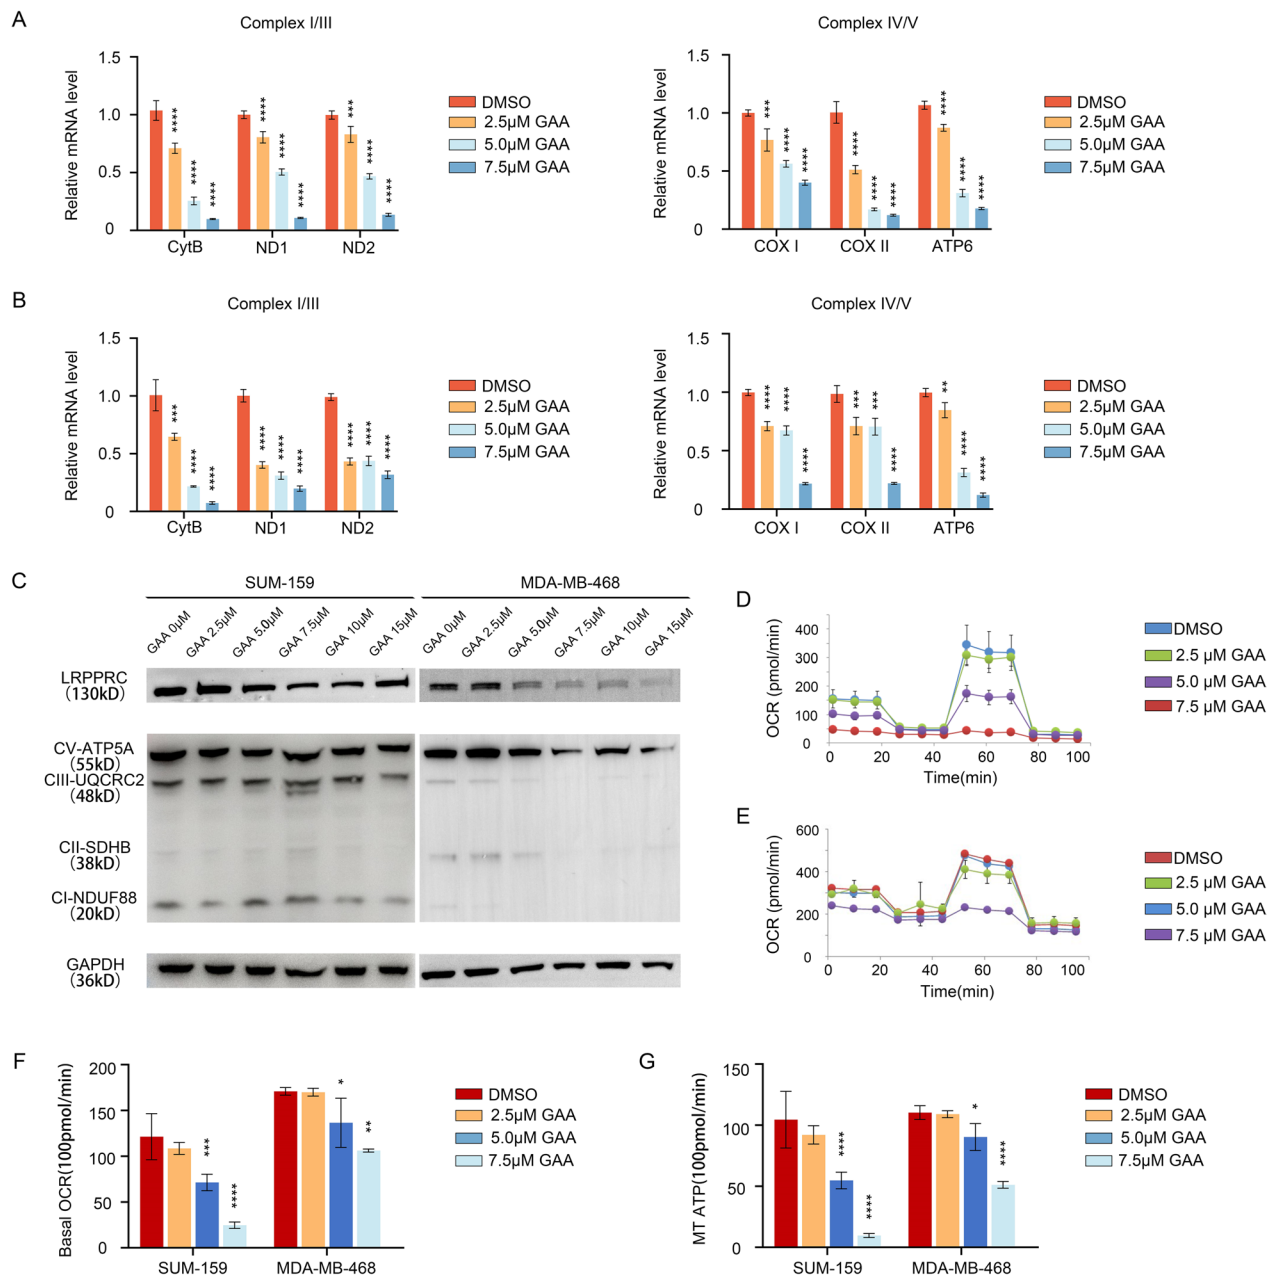 A
Complex I/III
Relative mRNA level
1.5
1.0
0.5
0
**** **** ****
**** **** ****
*** **** ****
CytB ND1 ND2
DMSO
2.5μM GAA
5.0μM GAA
7.5μM GAA
Complex IV/V
Relative mRNA level
1.5
1.0
0.5
0
*** **** ****
**** **** ****
**** **** ****
COX I COX II ATP6
DMSO
2.5μM GAA
5.0μM GAA
7.5μM GAA
B
Complex I/III
Relative mRNA level
1.5
1.0
0.5
0
*** **** ****
**** **** ****
**** **** ****
CytB ND1 ND2
DMSO
2.5μM GAA
5.0μM GAA
7.5μM GAA
Complex IV/V
Relative mRNA level
1.5
1.0
0.5
0
**** **** ****
*** *** ****
** **** ****
COX I COX II ATP6
DMSO
2.5μM GAA
5.0μM GAA
7.5μM GAA
C
SUM-159 MDA-MB-468
GAA 0μM GAA 2.5μM GAA 5.0μM GAA 7.5μM GAA 10μM GAA 15μM GAA 0μM GAA 2.5μM GAA 5.0μM GAA 7.5μM GAA 10μM GAA 15μM
LRPPRC
(130kD)
CV-ATP5A
(55kD)
CIII-UQCRC2
(48kD)
CII-SDHB
(38kD)
CI-NDUF88
(20kD)
GAPDH
(36kD)
D
OCR (pmol/min)
400
300
200
100
0
0 20 40 60 80 100
Time(min)
DMSO
2.5 μM GAA
5.0 μM GAA
7.5 μM GAA
E
OCR (pmol/min)
600
400
200
0
0 20 40 60 80 100
Time(min)
DMSO
2.5 μM GAA
5.0 μM GAA
7.5 μM GAA
F
Basal OCR(100pmol/min)
200
150
100
50
0
*** ****
* **
SUM-159 MDA-MB-468
DMSO
2.5μM GAA
5.0μM GAA
7.5μM GAA
G
MT ATP(100pmol/min)
150
100
50
0
**** ****
* ****
SUM-159 MDA-MB-468
DMSO
2.5μM GAA
5.0μM GAA
7.5μM GAA